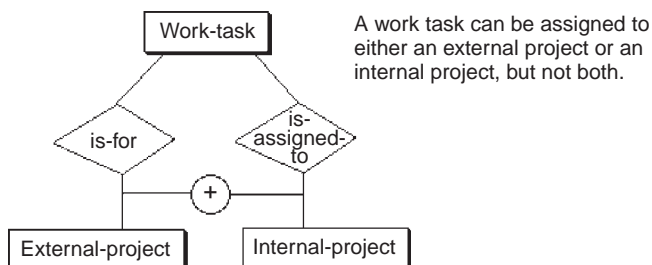 Work-task
A work task can be assigned to
either an external project or an
internal project, but not both.
is-for
is-
assigned-
to
+
External-project
Internal-project